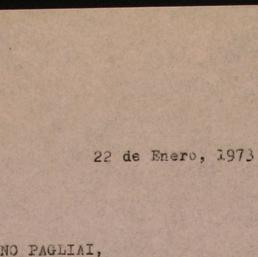 22 de Enero, 1973
NO PAGLIAI,